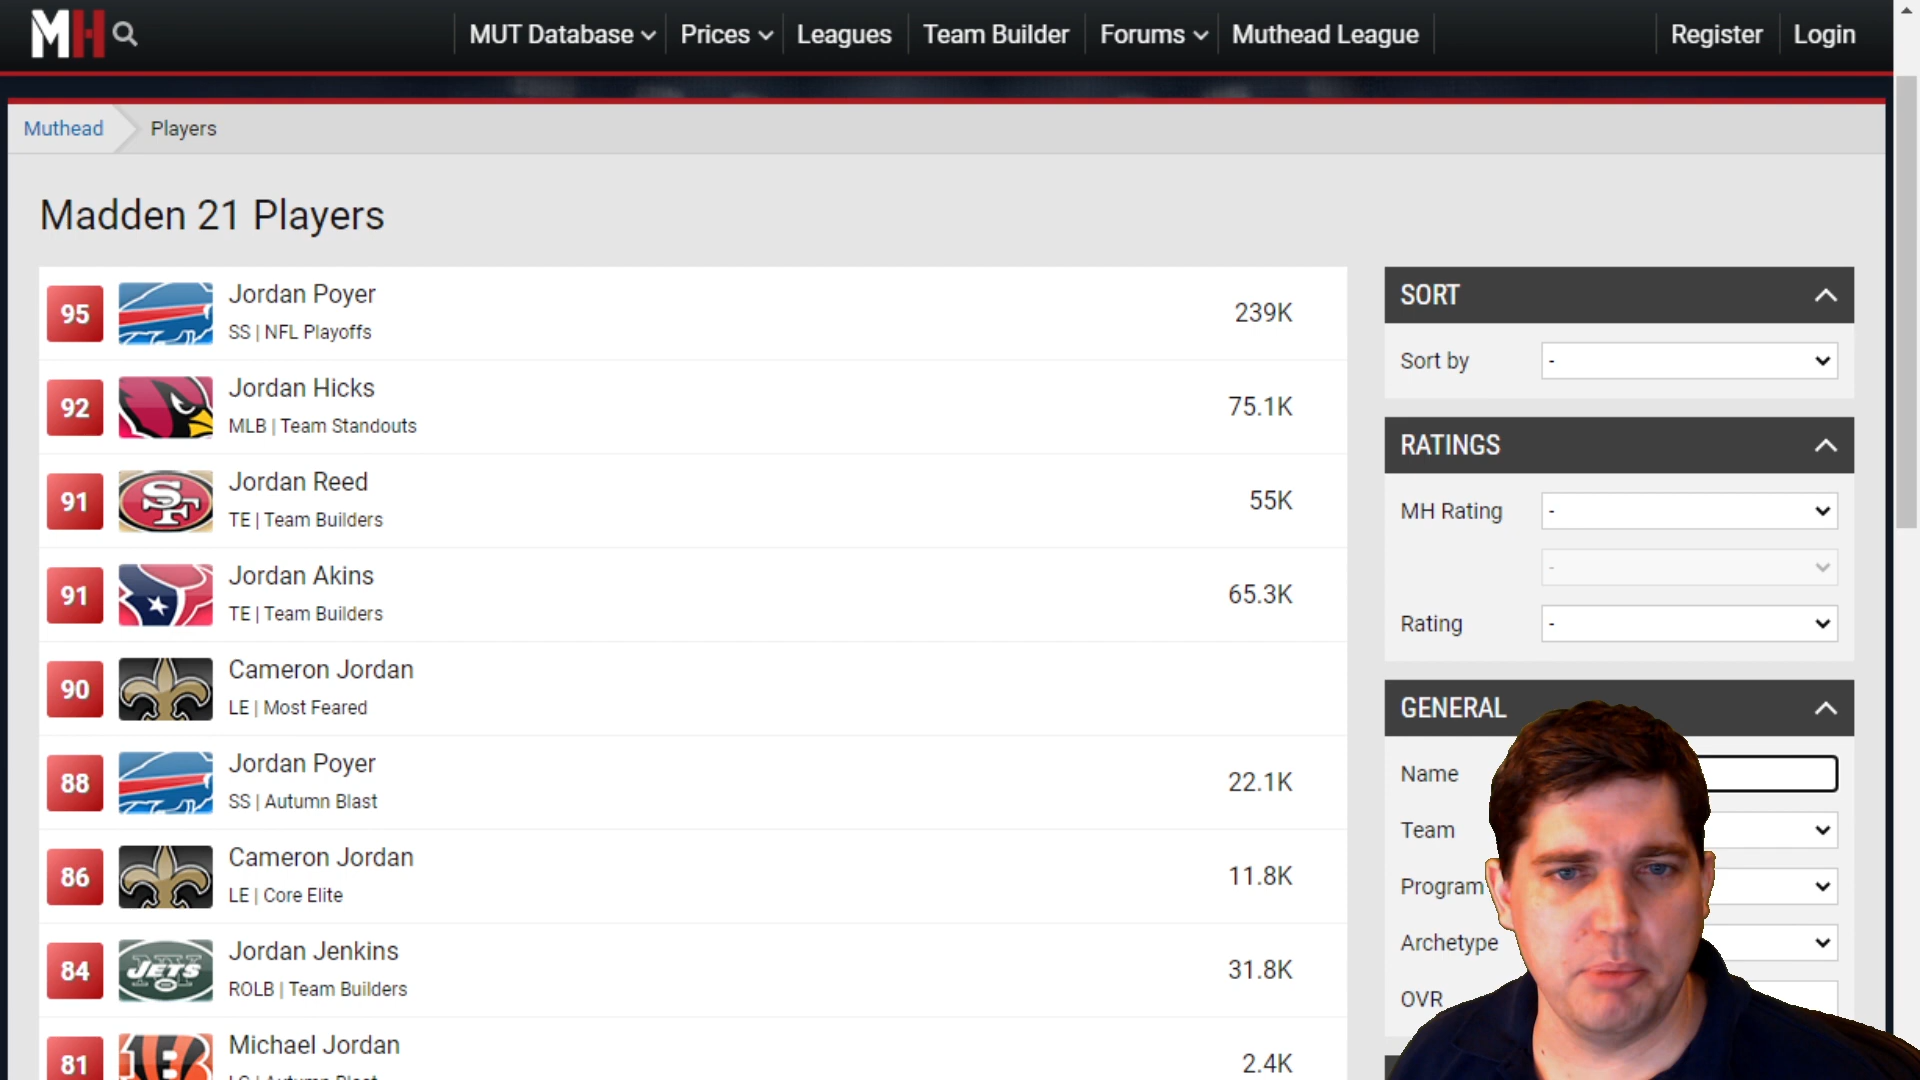 MH
MUT Database
Prices
Leagues
Team Builder
Forums
Muthead League
Register
Login
Muthead
Players
Madden 21 Players
95
Jordan Poyer
SS | NFL Playoffs
239K
92
Jordan Hicks
MLB | Team Standouts
75.1K
91
SF
Jordan Reed
TE | Team Builders
55K
91
Jordan Akins
TE | Team Builders
65.3K
90
Cameron Jordan
LE | Most Feared
88
Jordan Poyer
SS | Autumn Blast
22.1K
86
Cameron Jordan
LE | Core Elite
11.8K
84
JETS
Jordan Jenkins
ROLB | Team Builders
31.8K
81
Michael Jordan
2.4K
SORT
Sort by
-
RATINGS
MH Rating
-
-
Rating
-
GENERAL
Name
Team
Program
Archetype
OVR